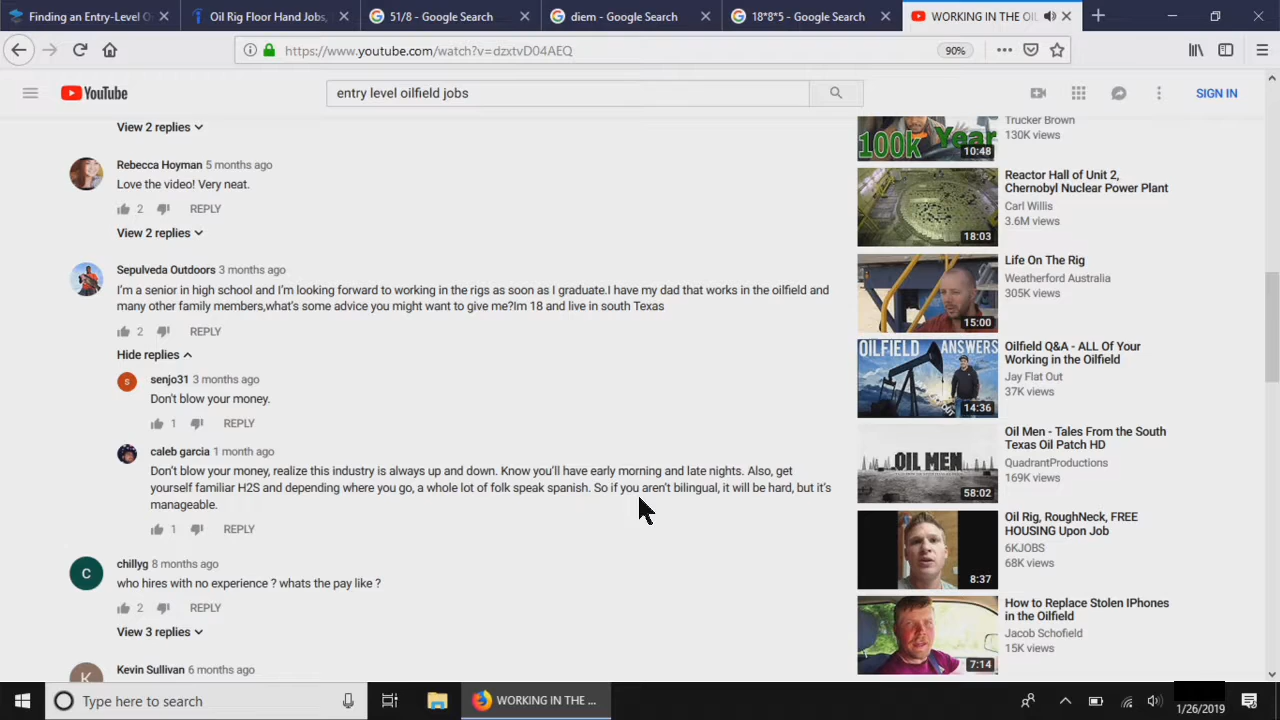 Finding an Entry-Level O
Oil Rig Floor Hand Jobs,
51/8 - Google Search
diem - Google Search
18*8*5 - Google Search
WORKING IN THE OIL
https://www.youtube.com/watch?v=dzxtvD04AEQ
90%
YouTube
entry level oilfield jobs
SIGN IN
View 2 replies
Rebecca Hoyman 5 months ago
Love the video! Very neat.
2 REPLY
View 2 replies
Sepulveda Outdoors 3 months ago
I'm a senior in high school and I'm looking forward to working in the rigs as soon as I graduate.I have my dad that works in the oilfield and
many other family members,what's some advice you might want to give me?Im 18 and live in south Texas
2 REPLY
Hide replies
S
senjo31 3 months ago
Don't blow your money.
1 REPLY
caleb garcia 1 month ago
Don't blow your money, realize this industry is always up and down. Know you'll have early morning and late nights. Also, get
yourself familiar H2S and depending where you go, a whole lot of folk speak spanish. So if you aren't bilingual, it will be hard, but it's
manageable.
1 REPLY
C
chillyg 8 months ago
who hires with no experience ? whats the pay like ?
2 REPLY
View 3 replies
K
Kevin Sullivan 6 months ago
100k Year
10:48
Trucker Brown
130K views
18:03
Reactor Hall of Unit 2,
Chernobyl Nuclear Power Plant
Carl Willis
3.6M views
15:00
Life On The Rig
Weatherford Australia
305K views
OILFIELD ANSWERS
14:36
Oilfield Q&A - ALL Of Your
Working in the Oilfield
Jay Flat Out
37K views
OIL MEN
58:02
Oil Men - Tales From the South
Texas Oil Patch HD
QuadrantProductions
169K views
8:37
Oil Rig, RoughNeck, FREE
HOUSING Upon Job
6KJOBS
68K views
7:14
How to Replace Stolen IPhones
in the Oilfield
Jacob Schofield
15K views
Type here to search
WORKING IN THE ...
1/26/2019